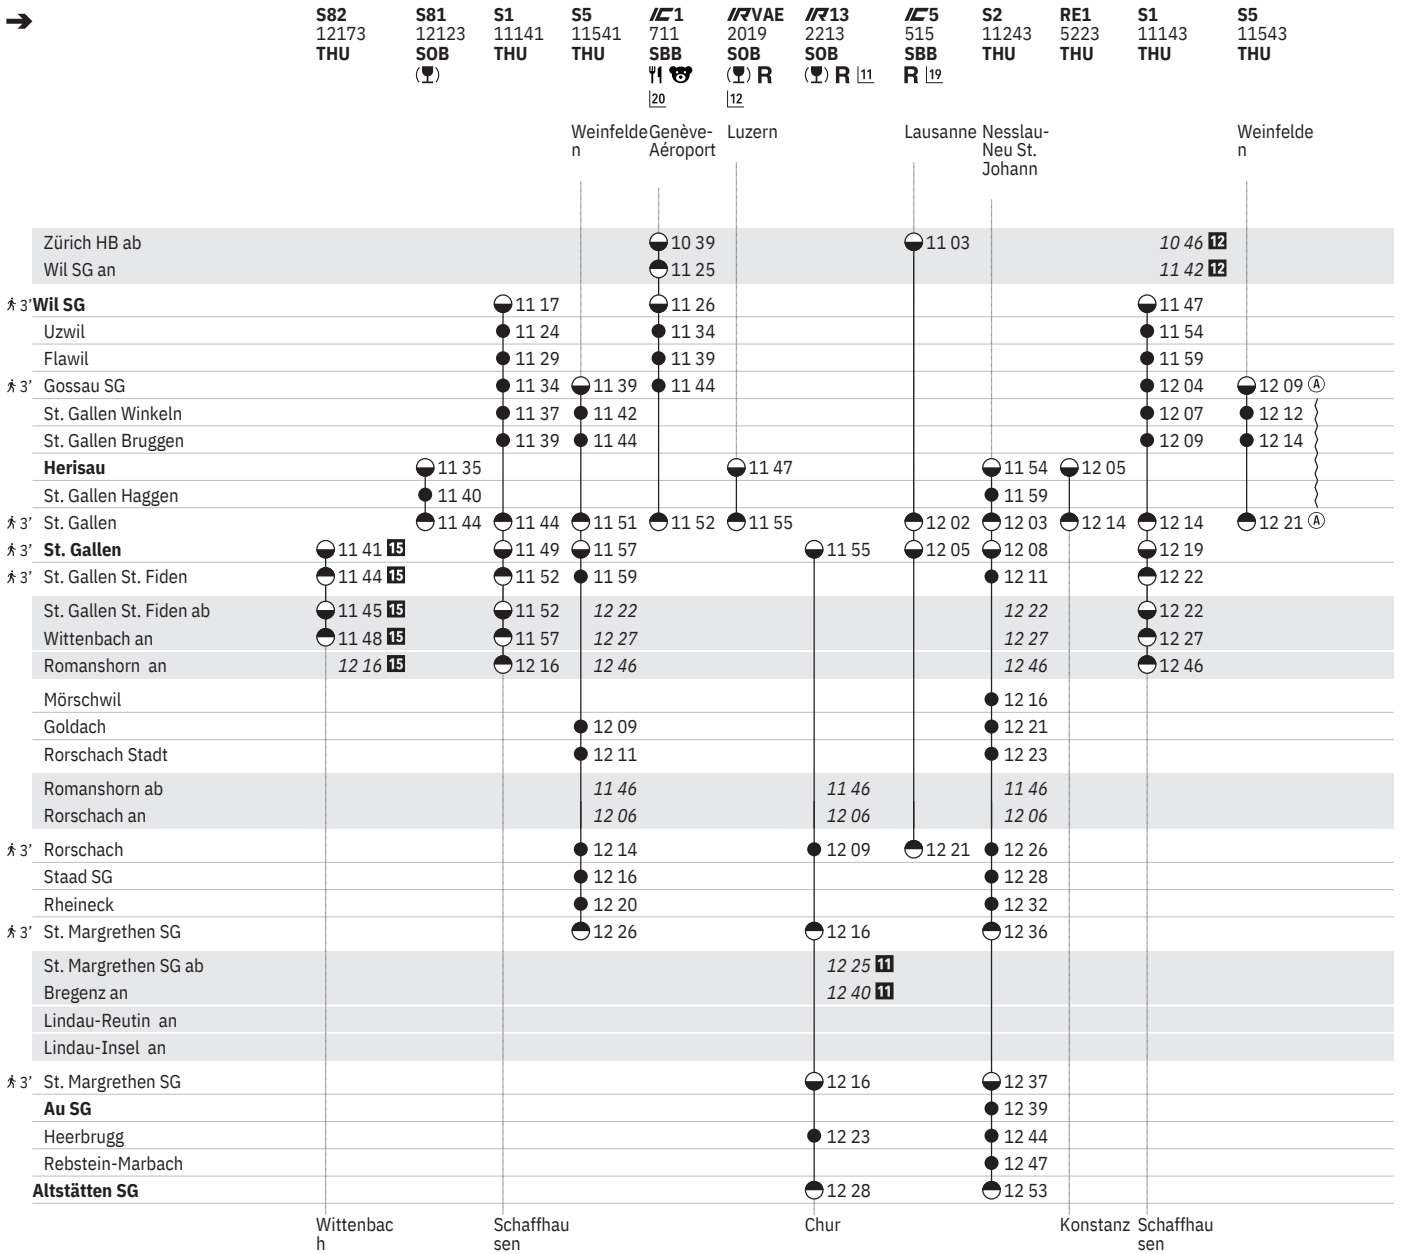 ➔ S82 S81 S1 S5 IC1 IRVAE IR13 IC5 S2 RE1 S1 S5
12173 12123 11141 11541 711 2019 2213 515 11243 5223 11143 11543
THU SOB THU THU SBB SOB SOB SBB THU THU THU THU
R R 11 R 19
20 12
Weinfelde Genève- Luzern Lausanne Nesslau- Weinfelde
n Aéroport Neu St. n
Johann
Zürich HB ab 10 39 11 03 10 46 12
Wil SG an 11 25 11 42 12
3' Wil SG 11 17 11 26 11 47
Uzwil 11 24 11 34 11 54
Flawil 11 29 11 39 11 59
3' Gossau SG 11 34 11 39 11 44 12 04 12 09 A
St. Gallen Winkeln 11 37 11 42 12 07 12 12
St. Gallen Bruggen 11 39 11 44 12 09 12 14
Herisau 11 35 11 47 11 54 12 05
St. Gallen Haggen 11 40 11 59
3' St. Gallen 11 44 11 44 11 51 11 52 11 55 12 02 12 03 12 14 12 14 12 21 A
3' St. Gallen 11 41 15 11 49 11 57 11 55 12 05 12 08 12 19
3' St. Gallen St. Fiden 11 44 15 11 52 11 59 12 11 12 22
St. Gallen St. Fiden ab 11 45 15 11 52 12 22 12 22 12 22
Wittenbach an 11 48 15 11 57 12 27 12 27 12 27
Romanshorn an 12 16 15 12 16 12 46 12 46 12 46
Mörschwil 12 16
Goldach 12 09 12 21
Rorschach Stadt 12 11 12 23
Romanshorn ab 11 46 11 46 11 46
Rorschach an 12 06 12 06 12 06
3' Rorschach 12 14 12 09 12 21 12 26
Staad SG 12 16 12 28
Rheineck 12 20 12 32
3' St. Margrethen SG 12 26 12 16 12 36
St. Margrethen SG ab 12 25 11
Bregenz an 12 40 11
Lindau-Reutin an
Lindau-Insel an
3' St. Margrethen SG 12 16 12 37
Au SG 12 39
Heerbrugg 12 23 12 44
Rebstein-Marbach 12 47
Altstätten SG 12 28 12 53
Wittenbac Schaffhau Chur Konstanz Schaffhau
h sen sen